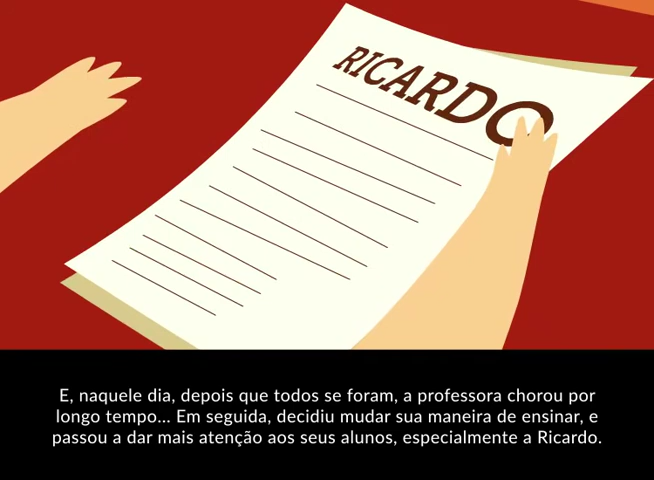 RICARDO
E, naquele dia, depois que todos se foram, a professora chorou por
longo tempo... Em seguida, decidiu mudar sua maneira de ensinar, e
passou a dar mais atenção aos seus alunos, especialmente a Ricardo.